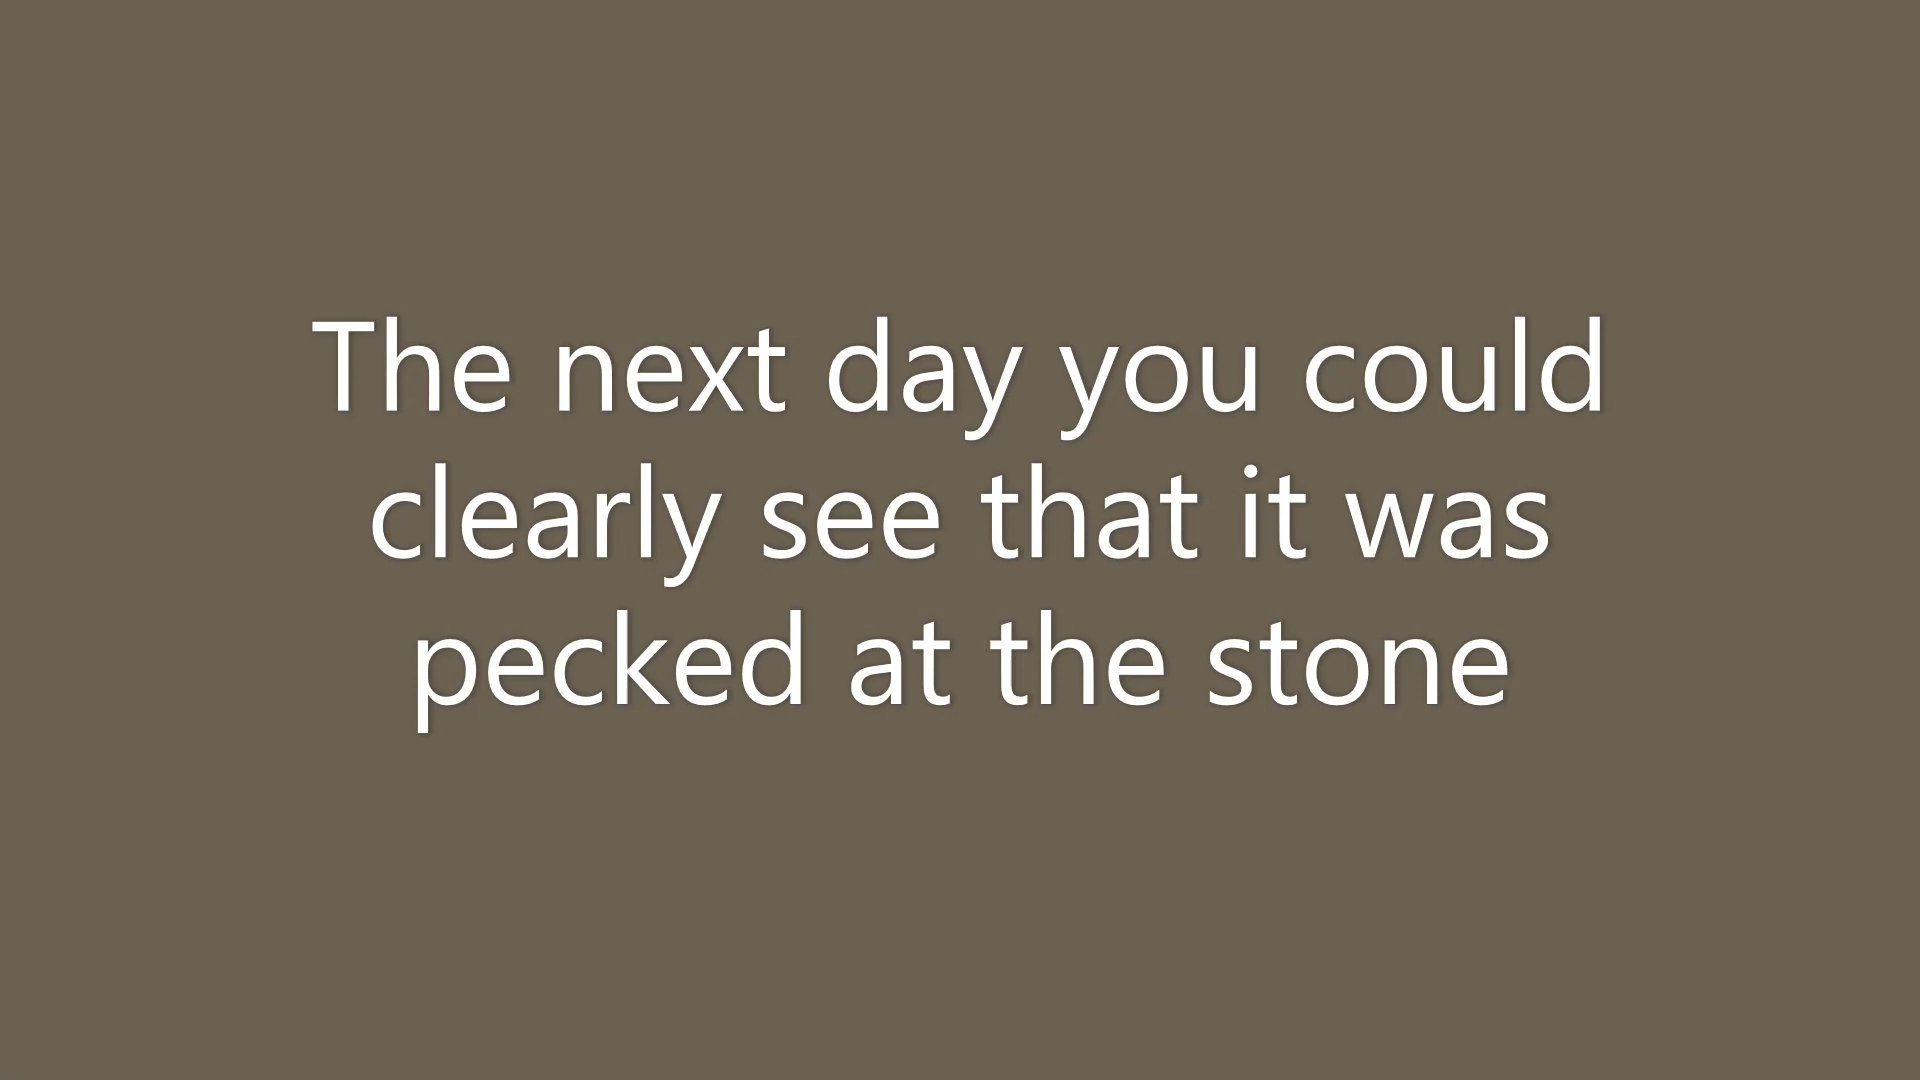 The next day you could
clearly see that it was
pecked at the stone